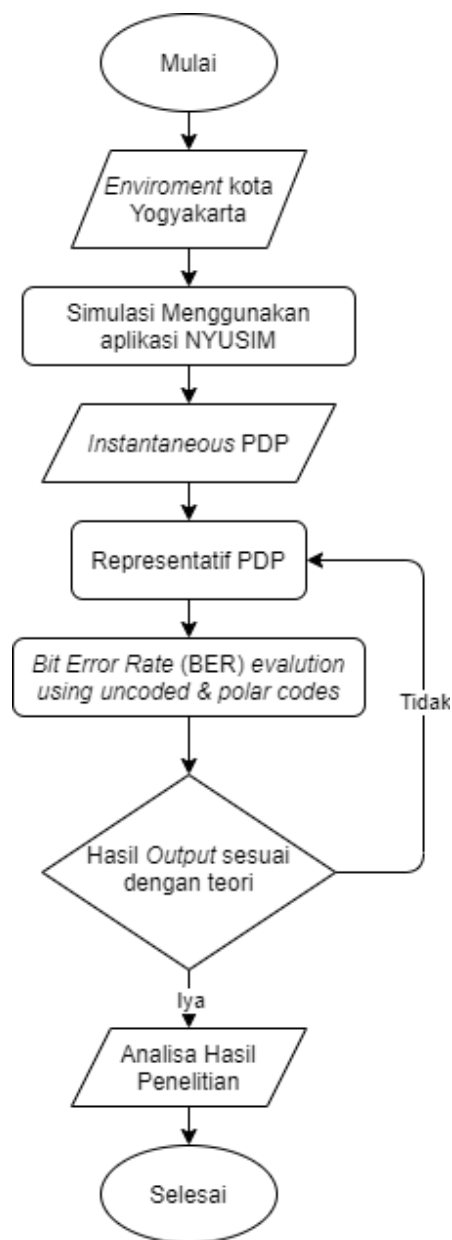 Mulai
Enviroment kota
Yogyakarta
Simulasi Menggunakan
aplikasi NYUSIM
Instantaneous PDP
Representatif PDP
Bit Error Rate (BER) evalution
using uncoded & polar codes
Tidak
Hasil Output sesuai
dengan teori
Iya
Analisa Hasil
Penelitian
Selesai